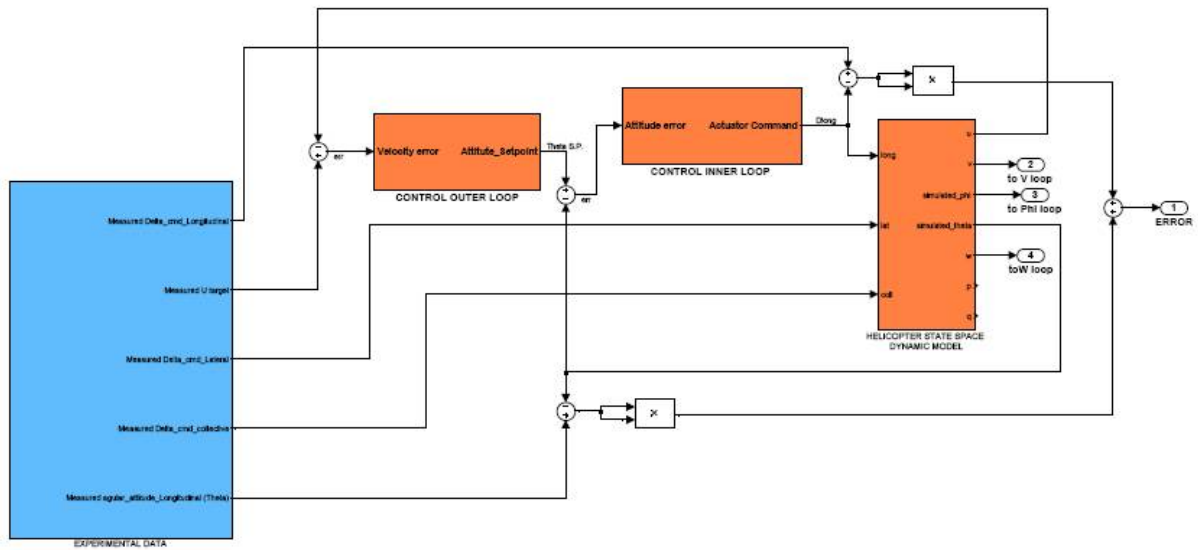 Measured Delta_cmd_Longitudinal
Measured U target
Measured Delta_cmd_Lateral
Measured Delta_cmd_collective
Measured agular_attitude_Longitudinal (Theta)
EXPERIMENTAL DATA
err
Velocity error
Attitute_Setpoint
CONTROL OUTER LOOP
Theta S.P.
err
Attitude error
Actuator Command
CONTROL INNER LOOP
Dlong
×
long
lat
coll
v
simulated_phi
simulated_theta
w
p
q
HELICOPTER STATE SPACE
DYNAMIC MODEL
2
to V loop
3
to Phi loop
4
toW loop
×
1
ERROR